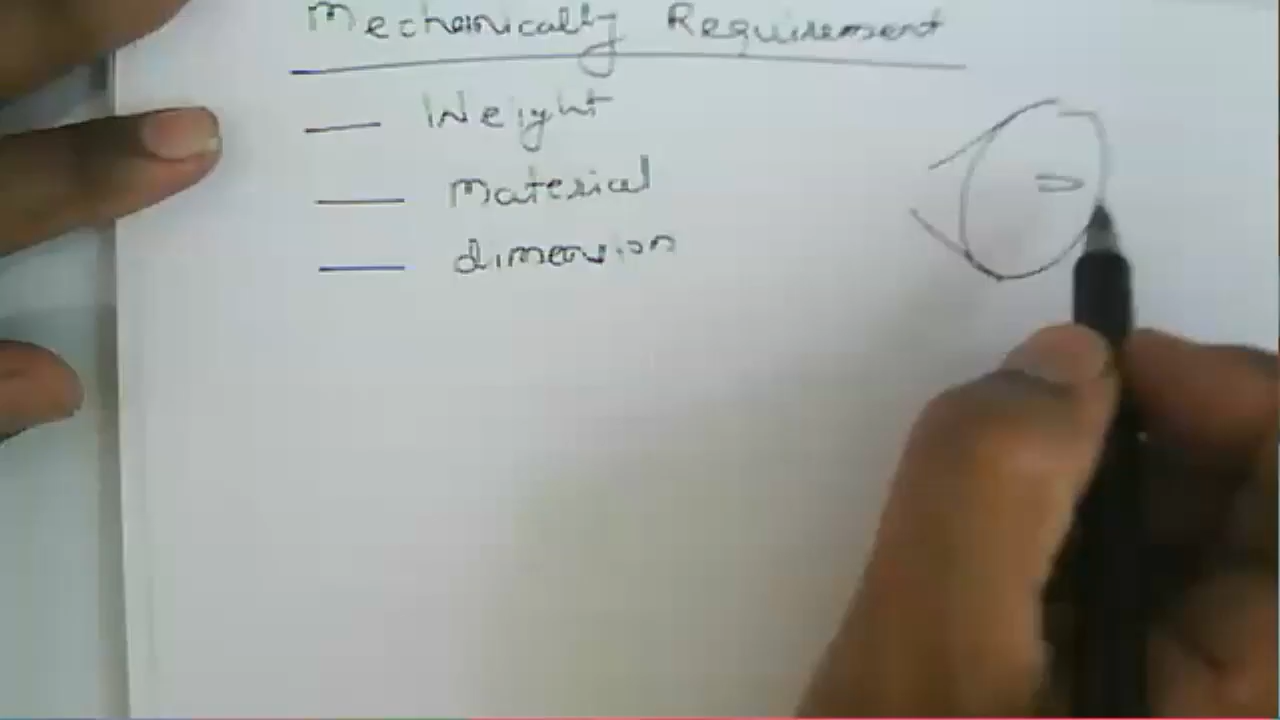 Mechanically Requirement
— Weight
— Material
— dimension